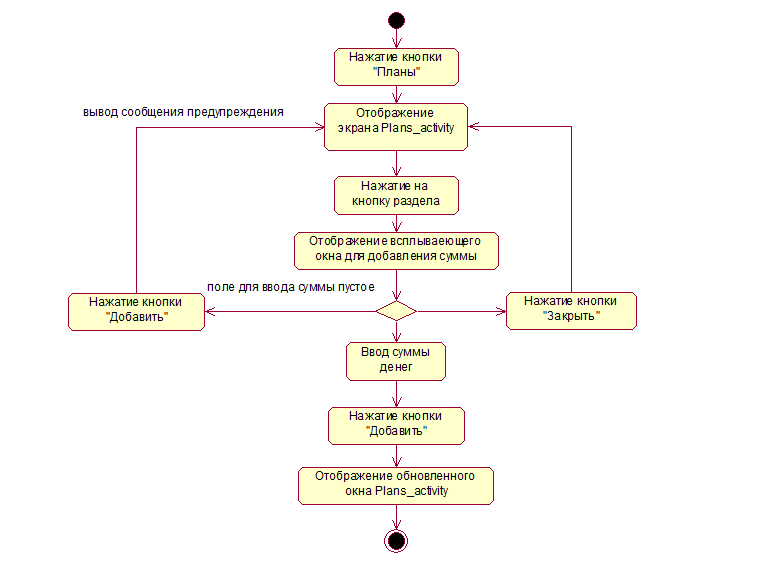 Нажатие кнопки
"Планы"
вывод сообщения предупреждения
Отображение
экрана Plans_activity
Нажатие на
кнопку раздела
Отображение всплываеющего
окна для добавления суммы
поле для ввода суммы пустое
Нажатие кнопки
"Добавить"
Нажатие кнопки
"Закрыть"
Ввод суммы
денег
Нажатие кнопки
"Добавить"
Отображение обновленного
окна Plans_activity